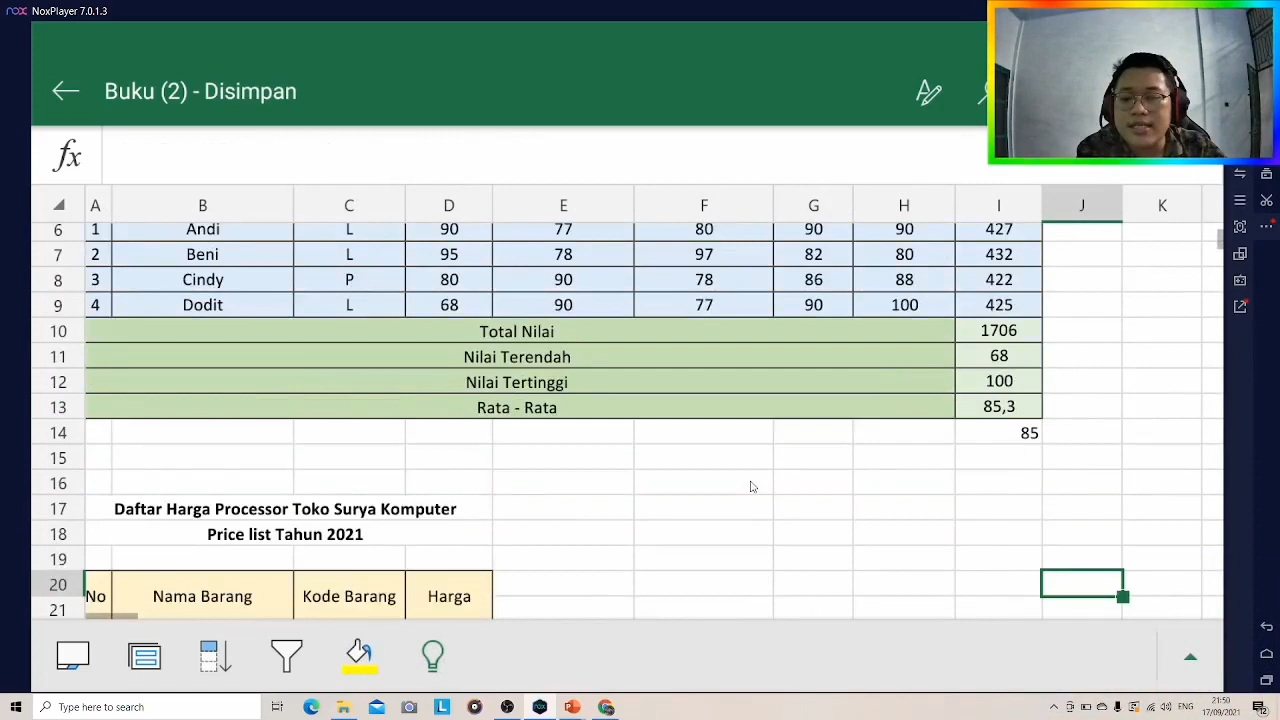 nox NoxPlayer 7.0.1.3
Buku (2) - Disimpan
fx
A B C D E F G H I J K
6 1 Andi L 90 77 80 90 90 427
7 2 Beni L 95 78 97 82 80 432
8 3 Cindy P 80 90 78 86 88 422
9 4 Dodit L 68 90 77 90 100 425
10 Total Nilai 1706
11 Nilai Terendah 68
12 Nilai Tertinggi 100
13 Rata - Rata 85,3
14 85
15
16
17 Daftar Harga Processor Toko Surya Komputer
18 Price list Tahun 2021
19
20
No Nama Barang Kode Barang Harga
21
Type here to search
21:50
17/09/2021